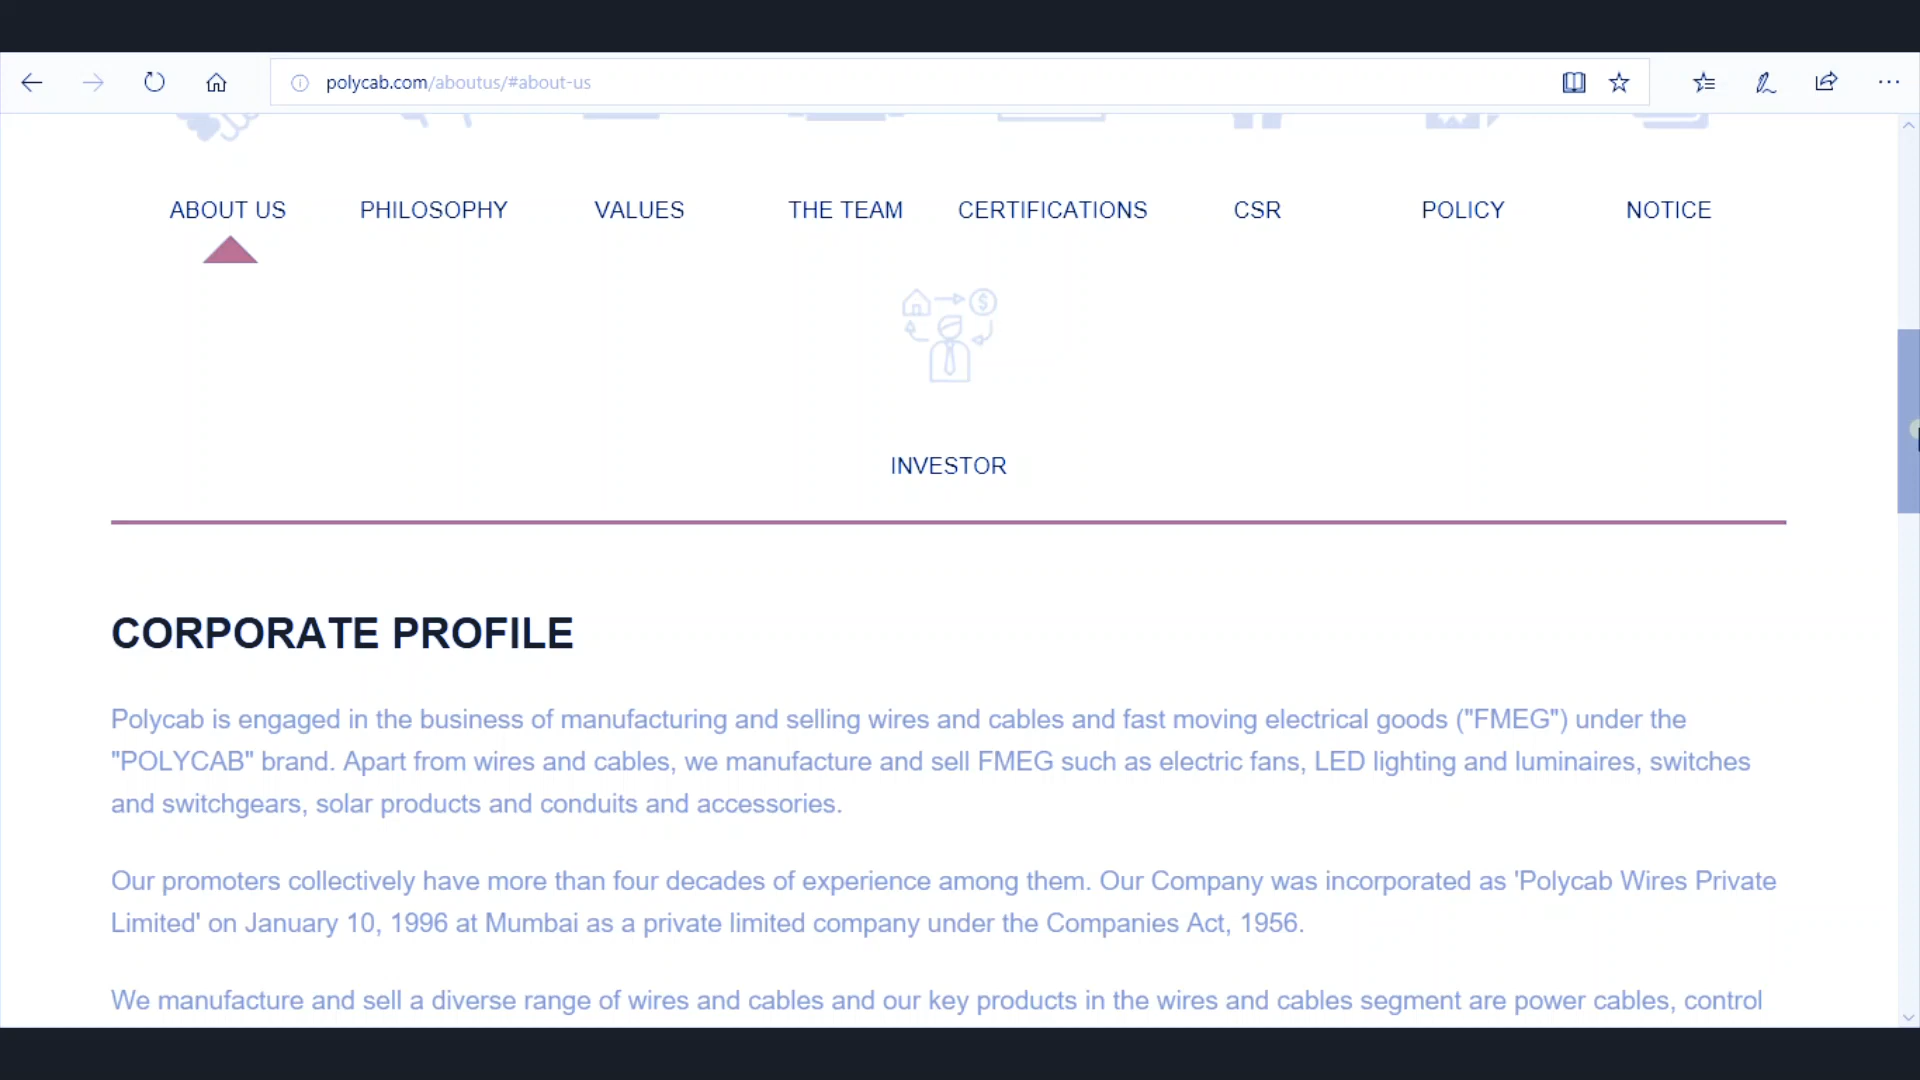 polycab.com/aboutus/#about-us
ABOUT US PHILOSOPHY VALUES THE TEAM CERTIFICATIONS CSR POLICY NOTICE
INVESTOR
CORPORATE PROFILE
Polycab is engaged in the business of manufacturing and selling wires and cables and fast moving electrical goods ("FMEG") under the
"POLYCAB" brand. Apart from wires and cables, we manufacture and sell FMEG such as electric fans, LED lighting and luminaires, switches
and switchgears, solar products and conduits and accessories.
Our promoters collectively have more than four decades of experience among them. Our Company was incorporated as 'Polycab Wires Private
Limited' on January 10, 1996 at Mumbai as a private limited company under the Companies Act, 1956.
We manufacture and sell a diverse range of wires and cables and our key products in the wires and cables segment are power cables, control